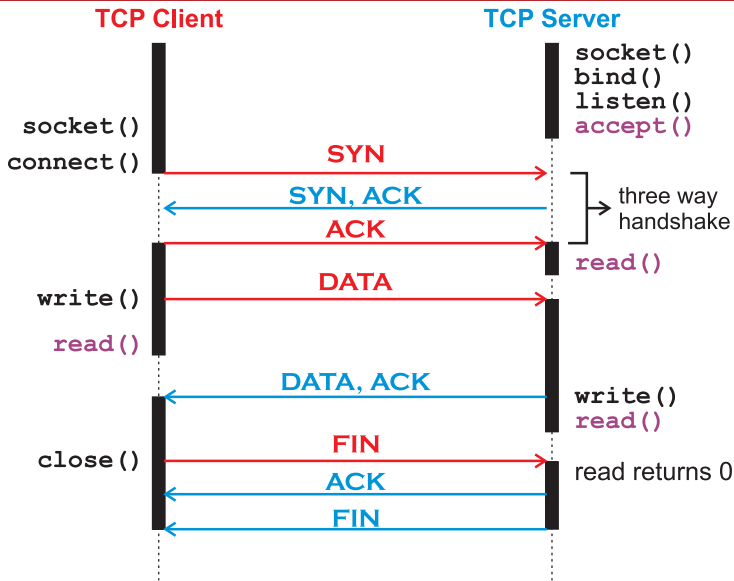 TCP Client
TCP Server
socket()
bind()
listen()
accept()
socket()
connect()
SYN
SYN, ACK
three way
handshake
ACK
read()
DATA
write()
read()
DATA, ACK
write()
read()
FIN
close()
read returns 0
ACK
FIN